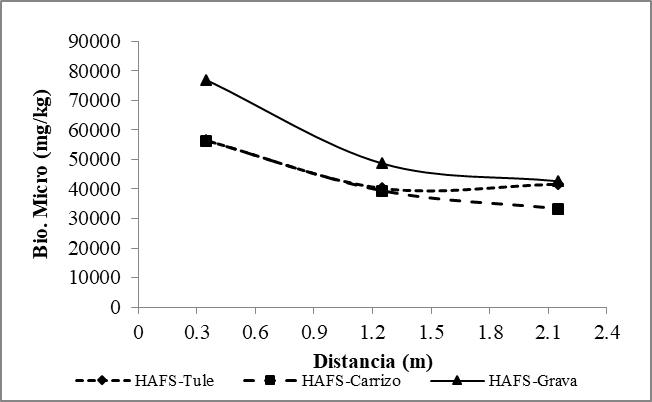 90000
80000
70000
60000
50000
40000
30000
20000
10000
0
Bio. Micro (mg/kg)
0 0.3 0.6 0.9 1.2 1.5 1.8 2.1 2.4
Distancia (m)
HAFS-Tule HAFS-Carrizo HAFS-Grava